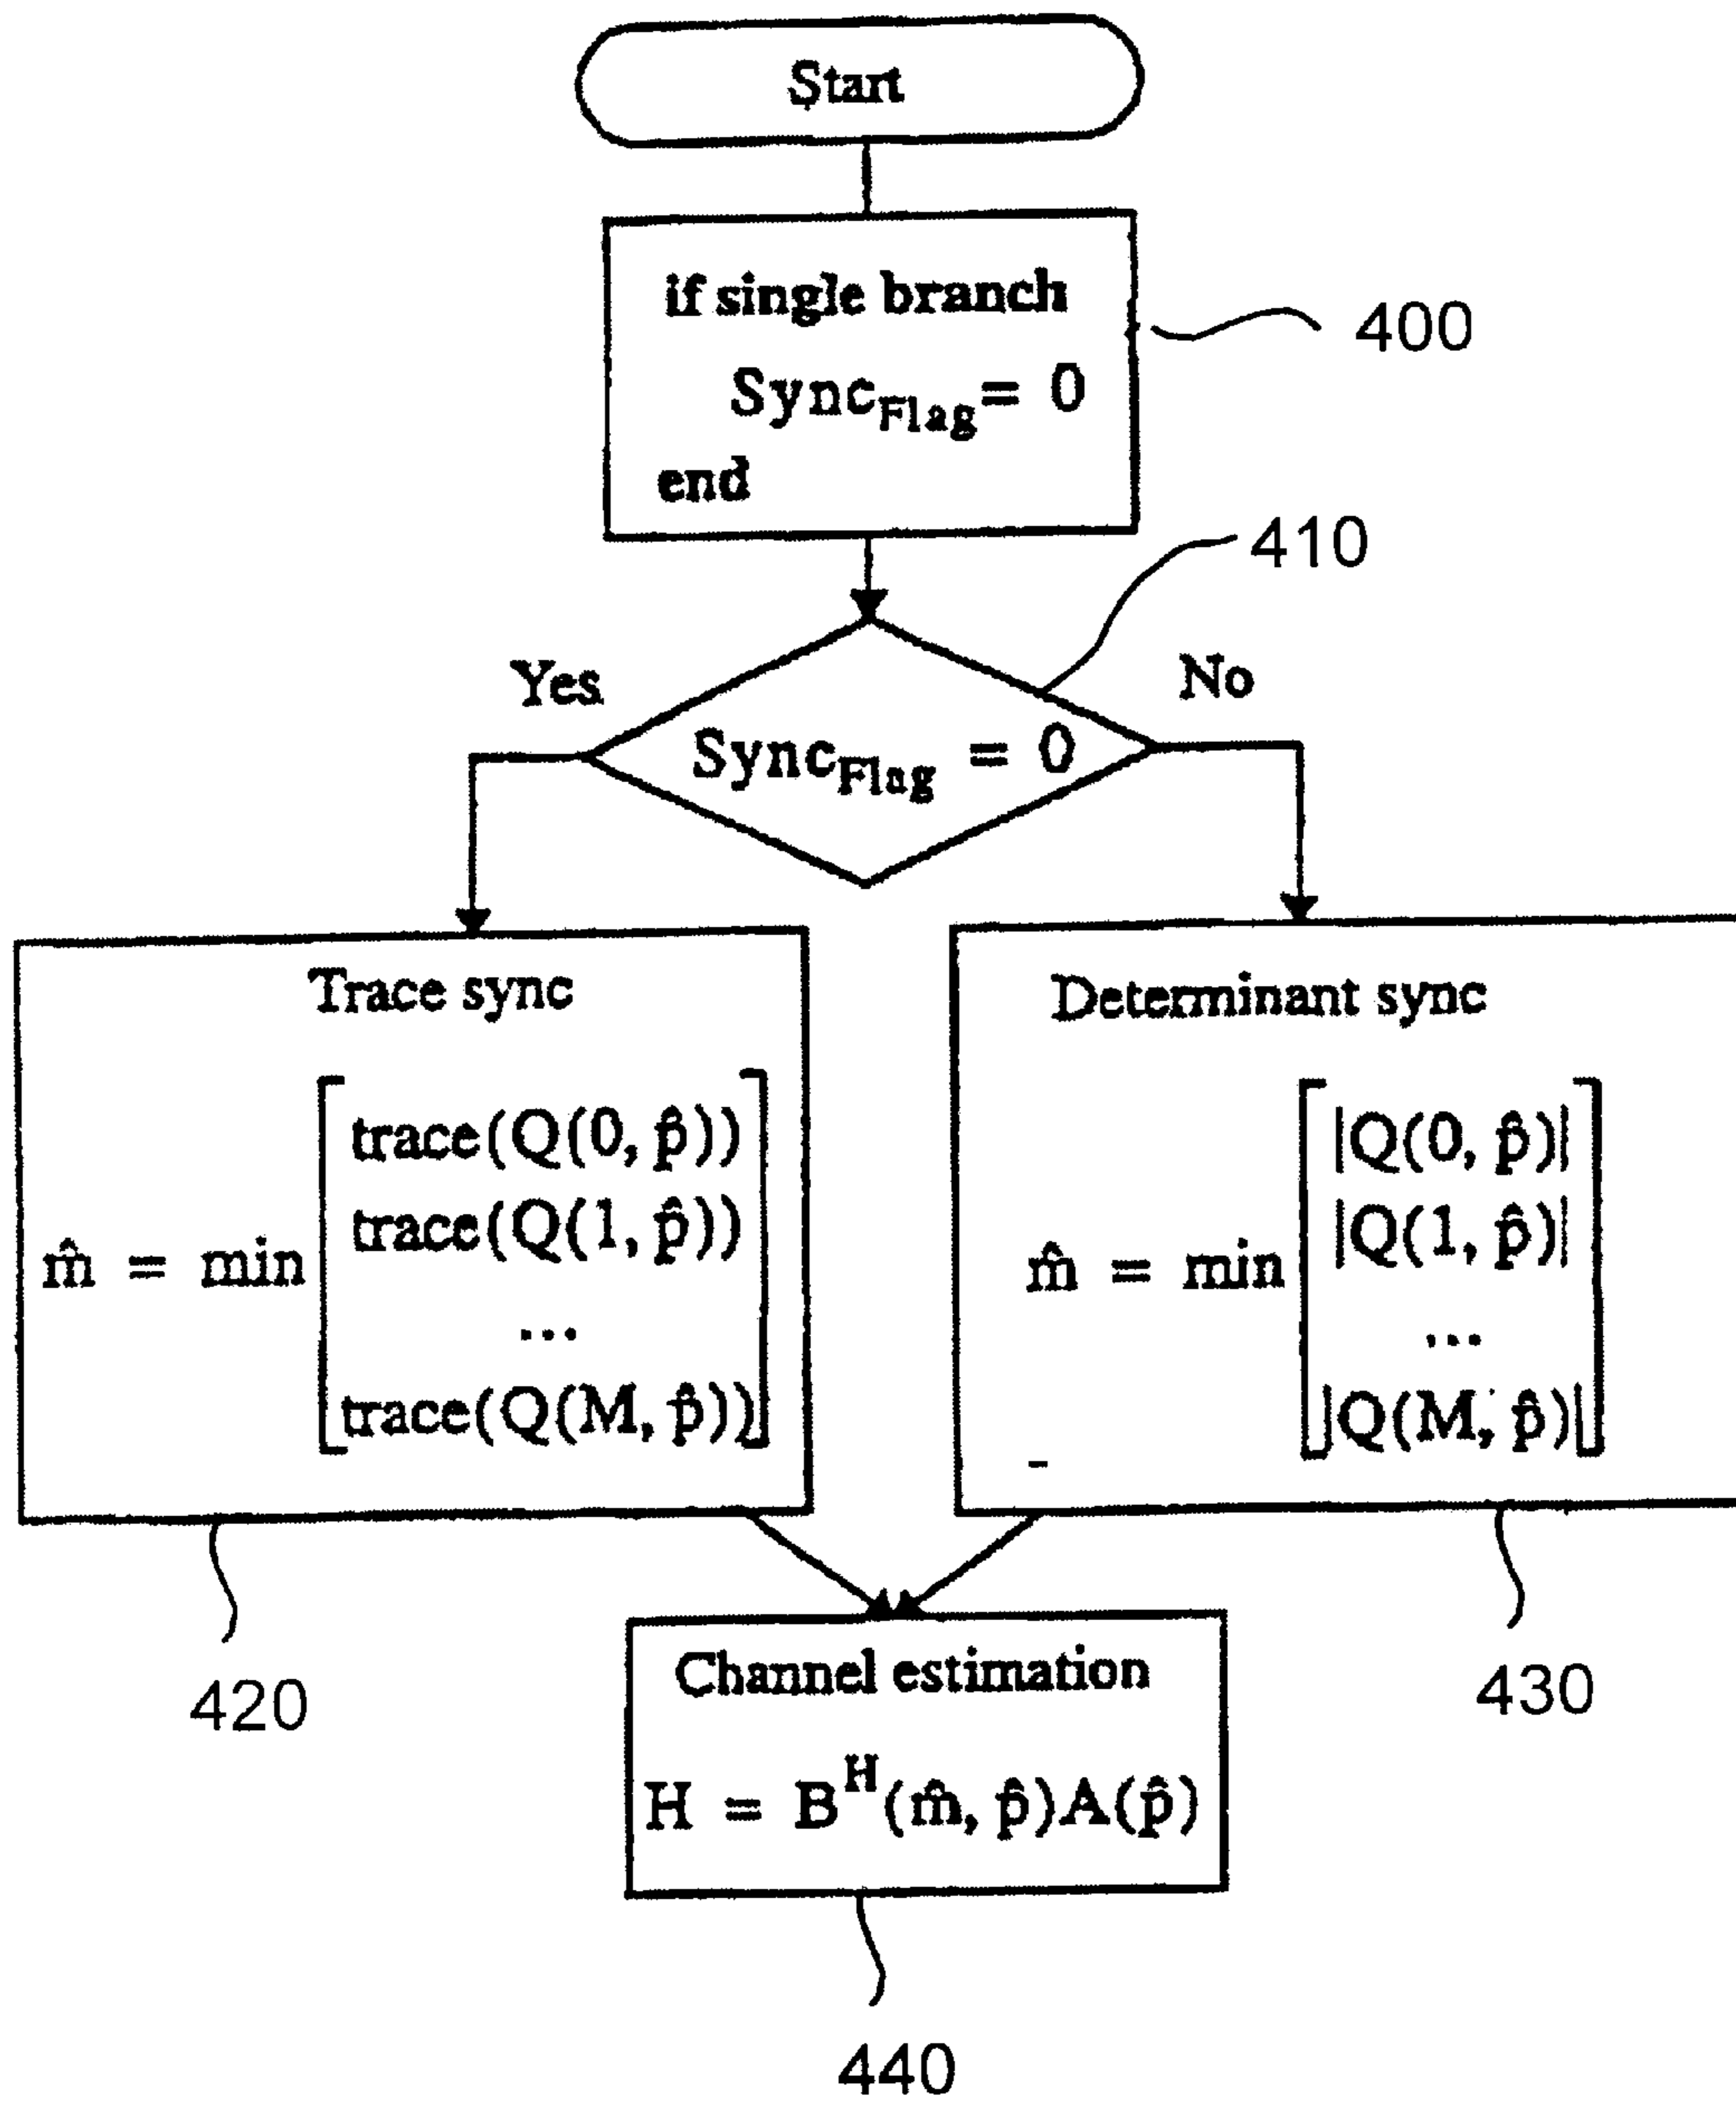 Start
if single branch
Sync_Flag = 0
end
400
410
Yes
No
Sync_Flag = 0
Trace sync
m̂ = min [ trace(Q(0, p̂))
trace(Q(1, p̂))
...
trace(Q(M, p̂)) ]
Determinant sync
m̂ = min [ |Q(0, p̂)|
|Q(1, p̂)|
...
|Q(M, p̂)| ]
420
430
Channel estimation
H = B^H(m̂, p̂)A(p̂)
440